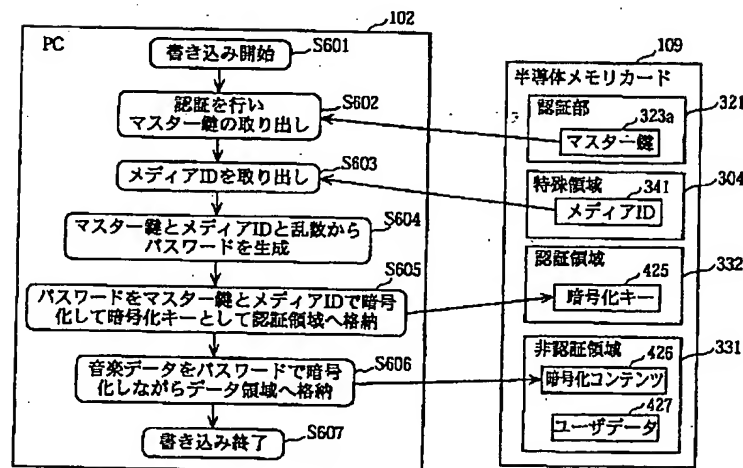 PC
102
書き込み開始
S601
認証を行い
マスター鍵の取り出し
S602
メディアIDを取り出し
S603
マスター鍵とメディアIDと乱数から
パスワードを生成
S604
パスワードをマスター鍵とメディアIDで暗号
化して暗号化キーとして認証領域へ格納
S605
音楽データをパスワードで暗号
化しながらデータ領域へ格納
S606
書き込み終了
S607
109
半導体メモリカード
認証部
321
323a
マスター鍵
特殊領域
304
341
メディアID
認証領域
332
425
暗号化キー
非認証領域
331
426
暗号化コンテンツ
427
ユーザデータ